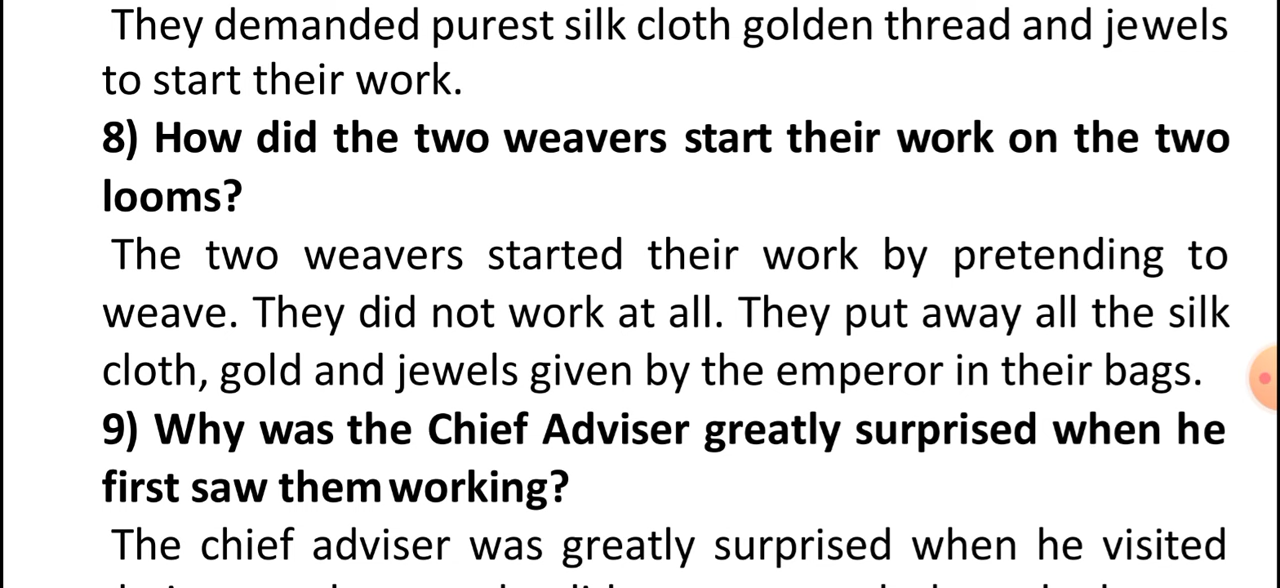 They demanded purest silk cloth golden thread and jewels
to start their work.
8) How did the two weavers start their work on the two
looms?
The two weavers started their work by pretending to
weave. They did not work at all. They put away all the silk
cloth, gold and jewels given by the emperor in their bags.
9) Why was the Chief Adviser greatly surprised when he
first saw them working?
The chief adviser was greatly surprised when he visited